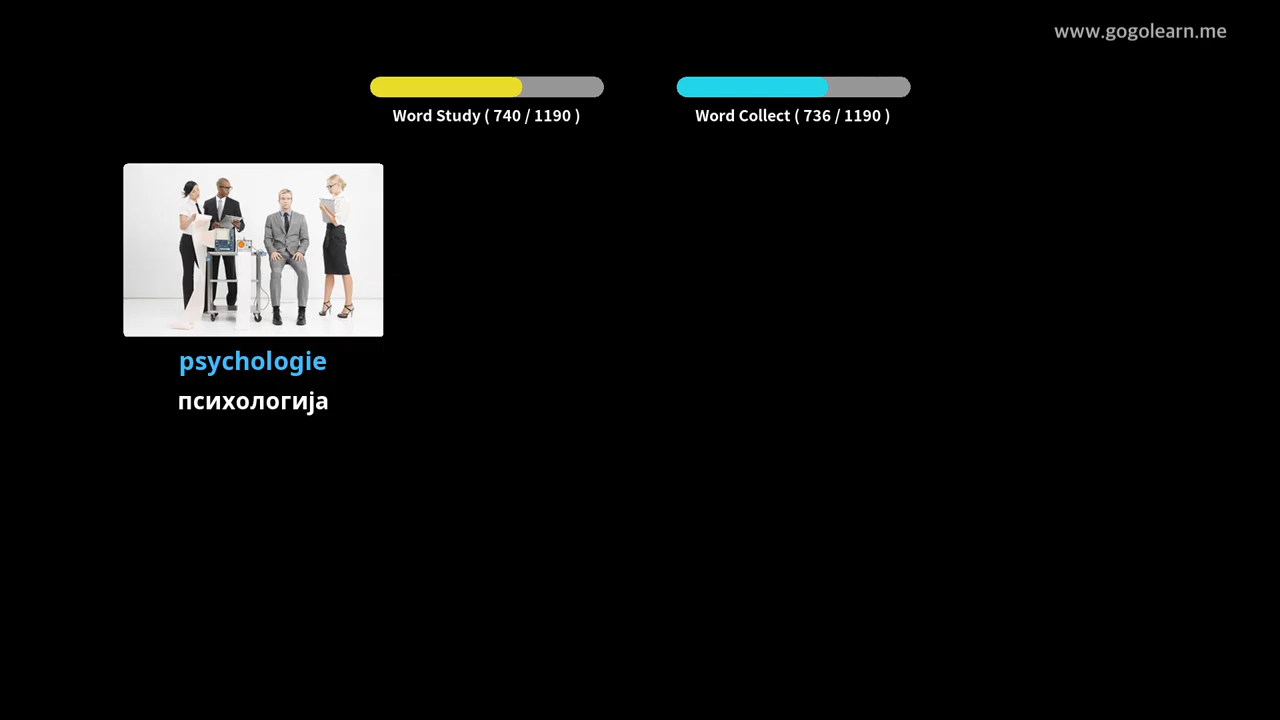 www.gogolearn.me
Word Study ( 740 / 1190 )
Word Collect ( 736 / 1190 )
psychologie
психологија